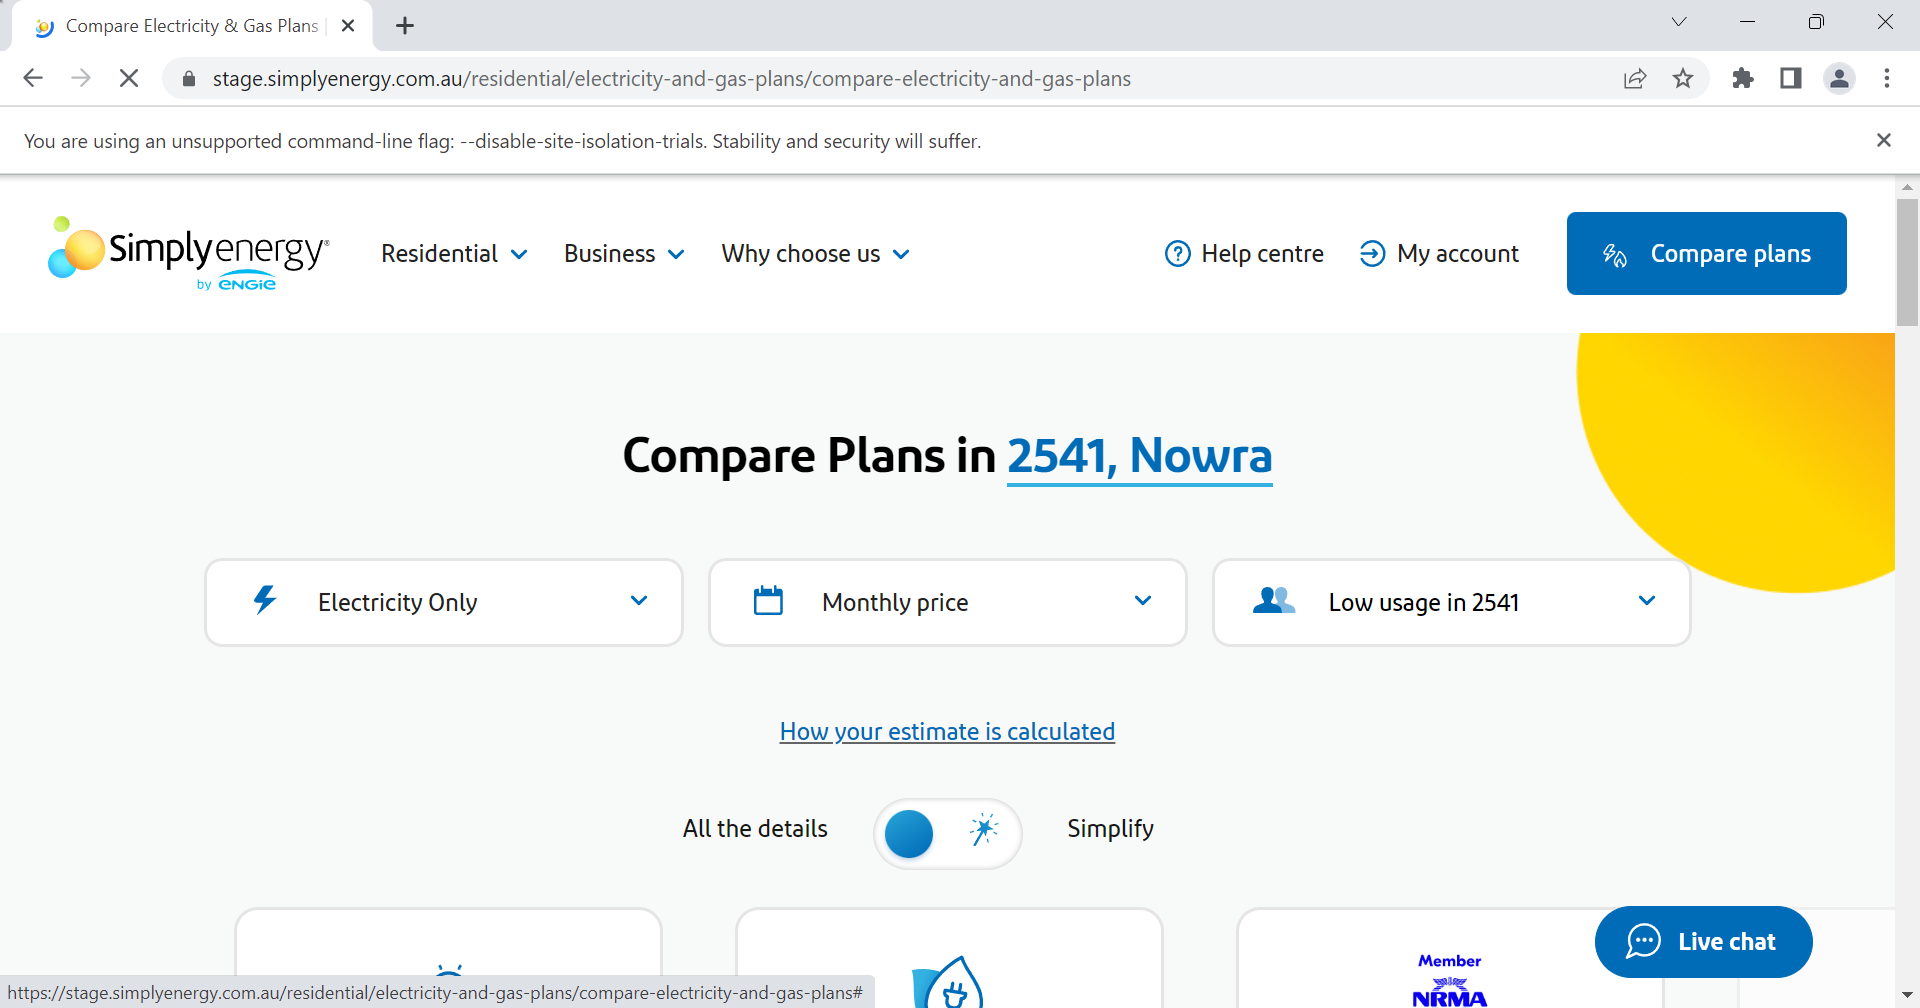 Compare Electricity & Gas Plans
stage.simplyenergy.com.au/residential/electricity-and-gas-plans/compare-electricity-and-gas-plans
You are using an unsupported command-line flag: --disable-site-isolation-trials. Stability and security will suffer.
Simplyenergy®
by ENGIE
Residential
Business
Why choose us
Help centre
My account
Compare plans
Compare Plans in 2541, Nowra
Electricity Only
Monthly price
Low usage in 2541
How your estimate is calculated
All the details
Simplify
Member
NRMA
Live chat
https://stage.simplyenergy.com.au/residential/electricity-and-gas-plans/compare-electricity-and-gas-plans#